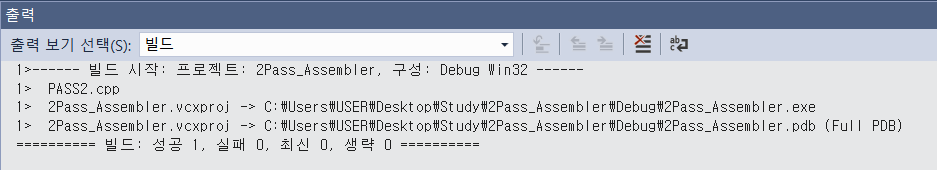 출력
출력 보기 선택(S): 빌드
1>------ 빌드 시작: 프로젝트: 2Pass_Assembler, 구성: Debug Win32 ------
1>  PASS2.cpp
1>  2Pass_Assembler.vcxproj -> C:₩Users₩USER₩Desktop₩Study₩2Pass_Assembler₩Debug₩2Pass_Assembler.exe
1>  2Pass_Assembler.vcxproj -> C:₩Users₩USER₩Desktop₩Study₩2Pass_Assembler₩Debug₩2Pass_Assembler.pdb (Full PDB)
========== 빌드: 성공 1, 실패 0, 최신 0, 생략 0 ==========